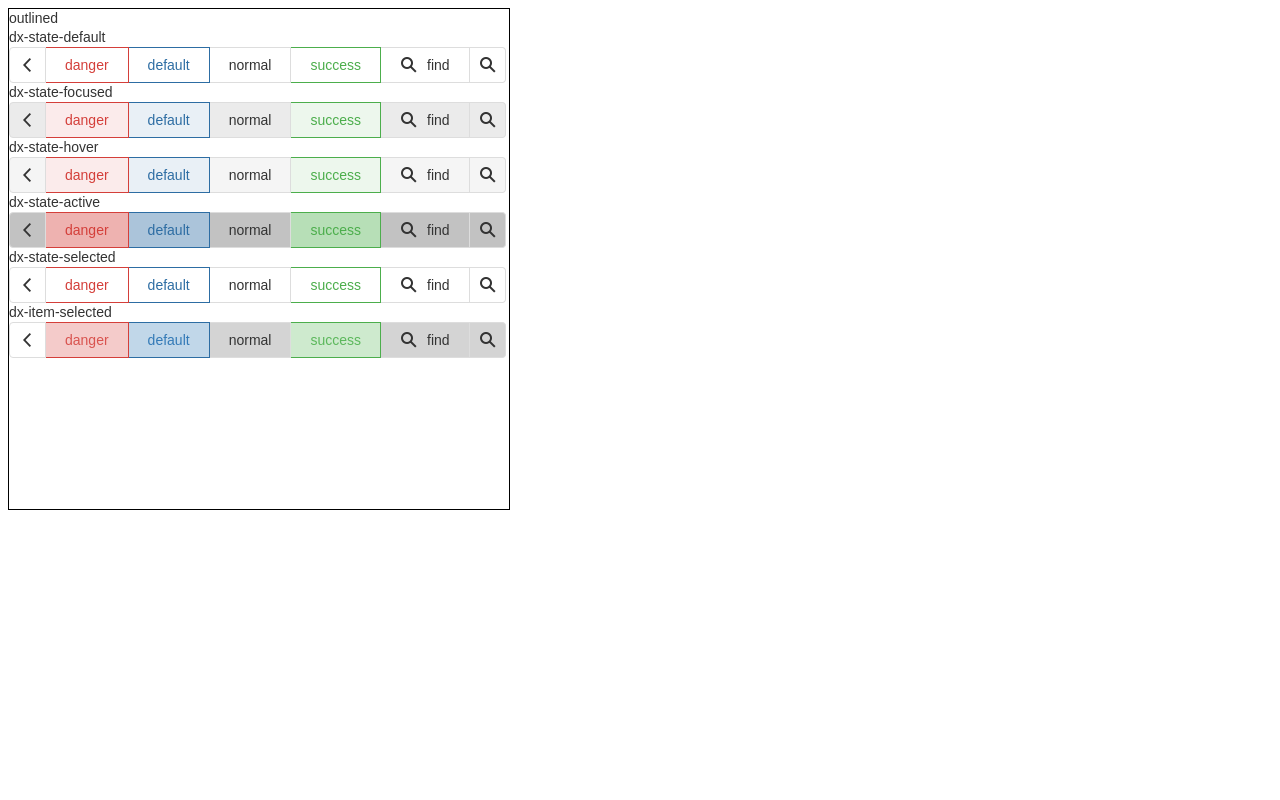 outlined
dx-state-default
danger default normal success find
dx-state-focused
danger default normal success find
dx-state-hover
danger default normal success find
dx-state-active
danger default normal success find
dx-state-selected
danger default normal success find
dx-item-selected
danger default normal success find